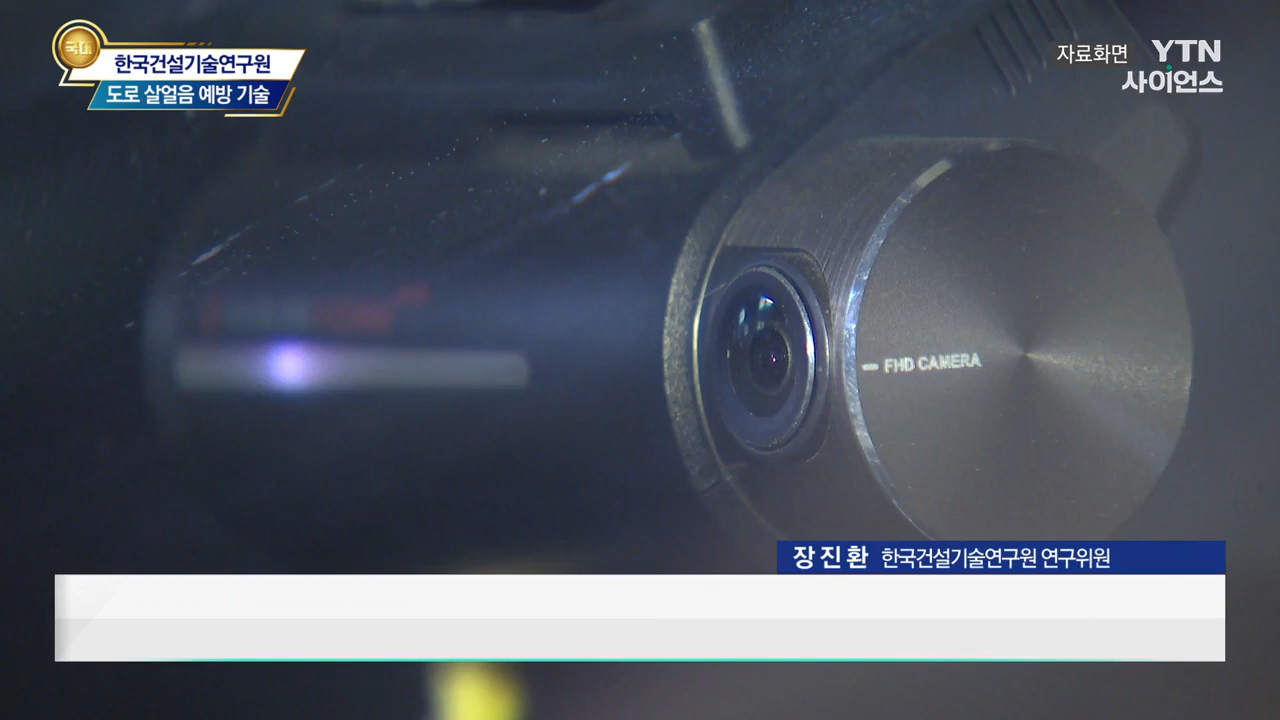 국대
한국건설기술연구원
도로 살얼음 예방 기술
자료화면
YTN
사이언스
FHD CAMERA
장진환 한국건설기술연구원 연구위원